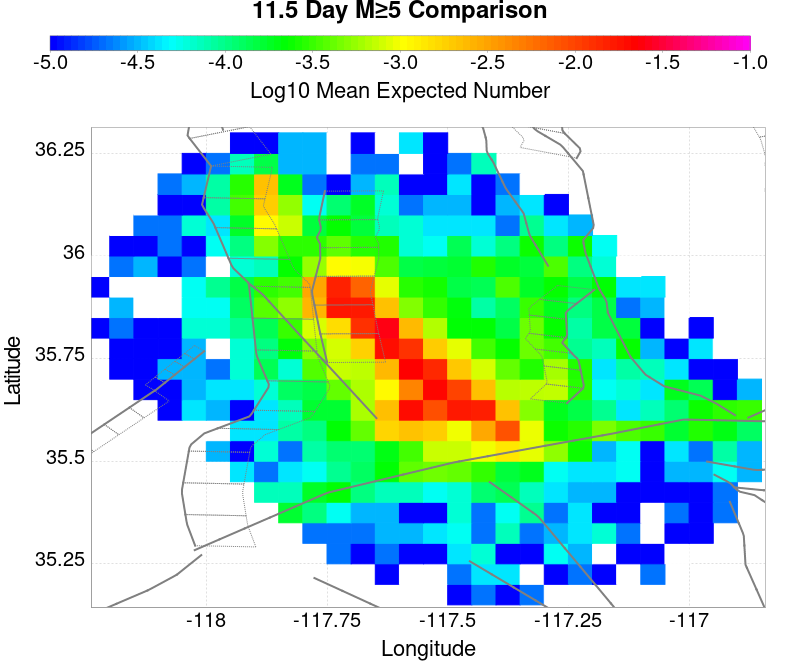 11.5 Day M≥5 Comparison
-5.0 -4.5 -4.0 -3.5 -3.0 -2.5 -2.0 -1.5 -1.0
Log10 Mean Expected Number
36.25
36
35.75
35.5
35.25
Latitude
-118 -117.75 -117.5 -117.25 -117
Longitude